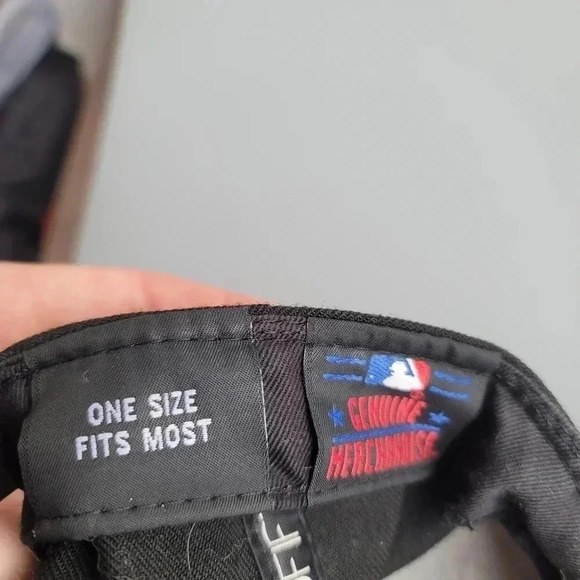 ONE SIZE
FITS MOST
GENUINE
MERCHANDISE